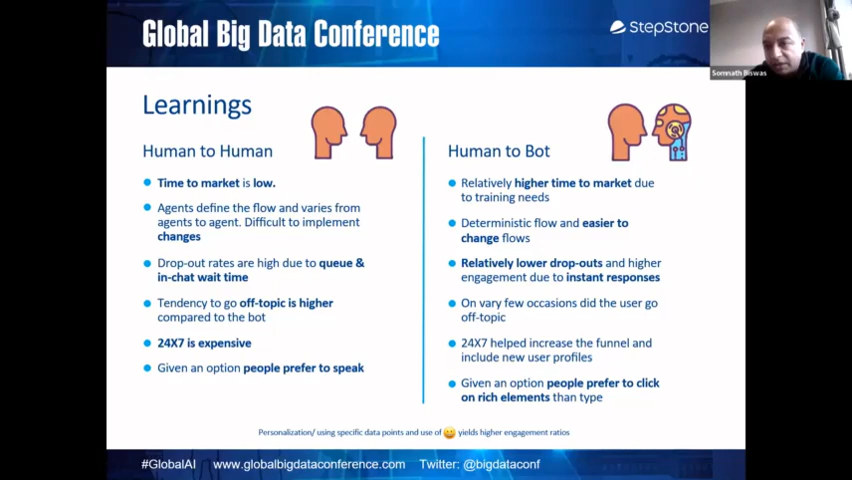 Global Big Data Conference
StepStone
Somnath Biswas
Learnings
Human to Human
Time to market is low.
Agents define the flow and varies from
agents to agent. Difficult to implement
changes
Drop-out rates are high due to queue &
in-chat wait time
Tendency to go off-topic is higher
compared to the bot
24X7 is expensive
Given an option people prefer to speak
Human to Bot
Relatively higher time to market due
to training needs
Deterministic flow and easier to
change flows
Relatively lower drop-outs and higher
engagement due to instant responses
On vary few occasions did the user go
off-topic
24X7 helped increase the funnel and
include new user profiles
Given an option people prefer to click
on rich elements than type
Personalization/ using specific data points and use of 😀 yields higher engagement ratios
#GlobalAI www.globalbigdataconference.com Twitter: @bigdataconf